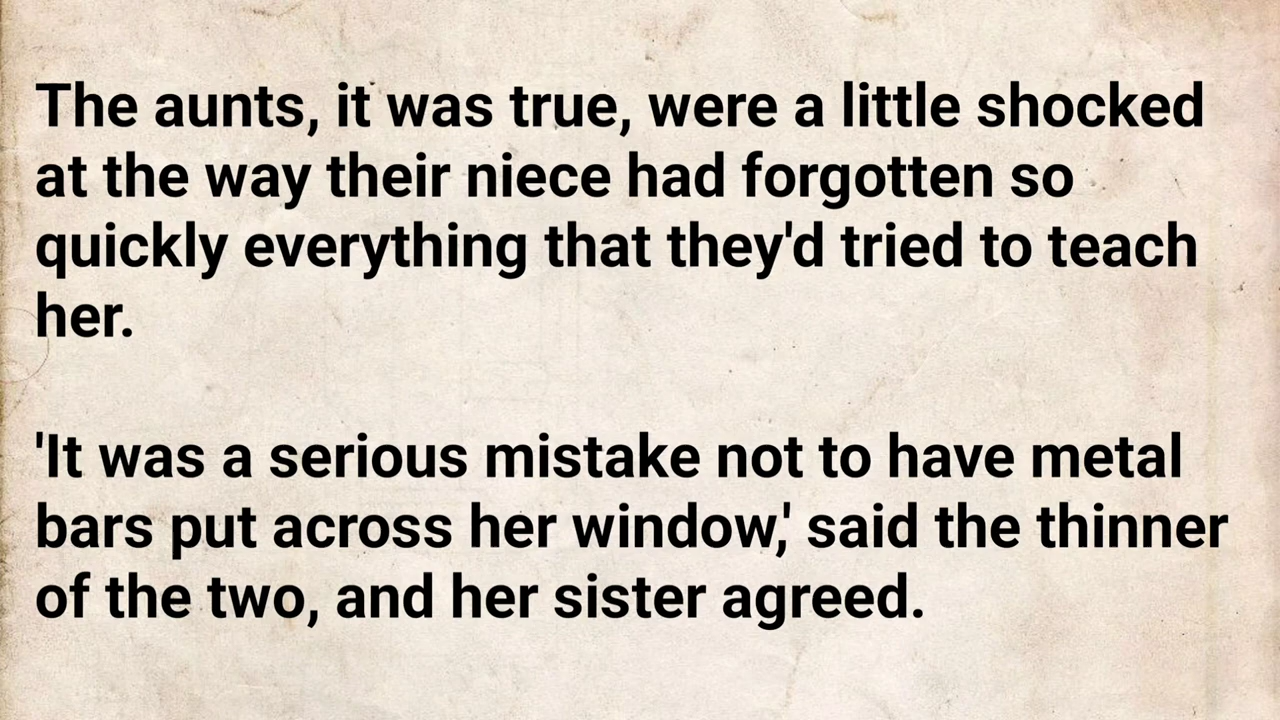 The aunts, it was true, were a little shocked
at the way their niece had forgotten so
quickly everything that they'd tried to teach
her.
'It was a serious mistake not to have metal
bars put across her window,' said the thinner
of the two, and her sister agreed.